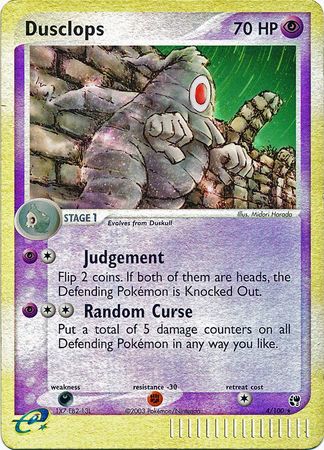 Dusclops
70 HP
Illus. Midori Harada
STAGE 1
Evolves from Duskull
Judgement
Flip 2 coins. If both of them are heads, the
Defending Pokémon is Knocked Out.
Random Curse
Put a total of 5 damage counters on all
Defending Pokémon in any way you like.
weakness
resistance -30
retreat cost
©2003 Pokémon/Nintendo
4/100 ★
e